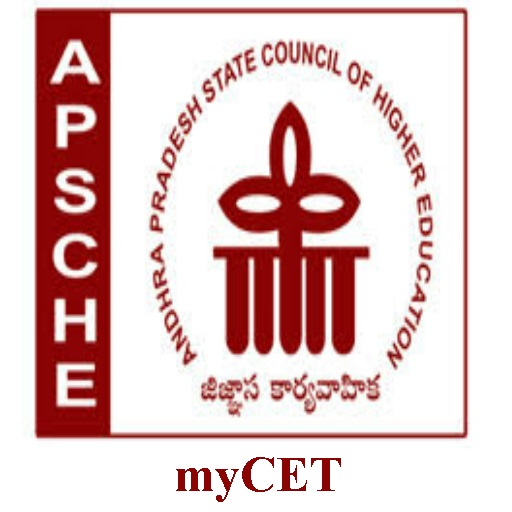 APSCHE
ANDHRA PRADESH STATE COUNCIL OF HIGHER EDUCATION
జిజ్ఞాస కార్యవాహిక
myCET